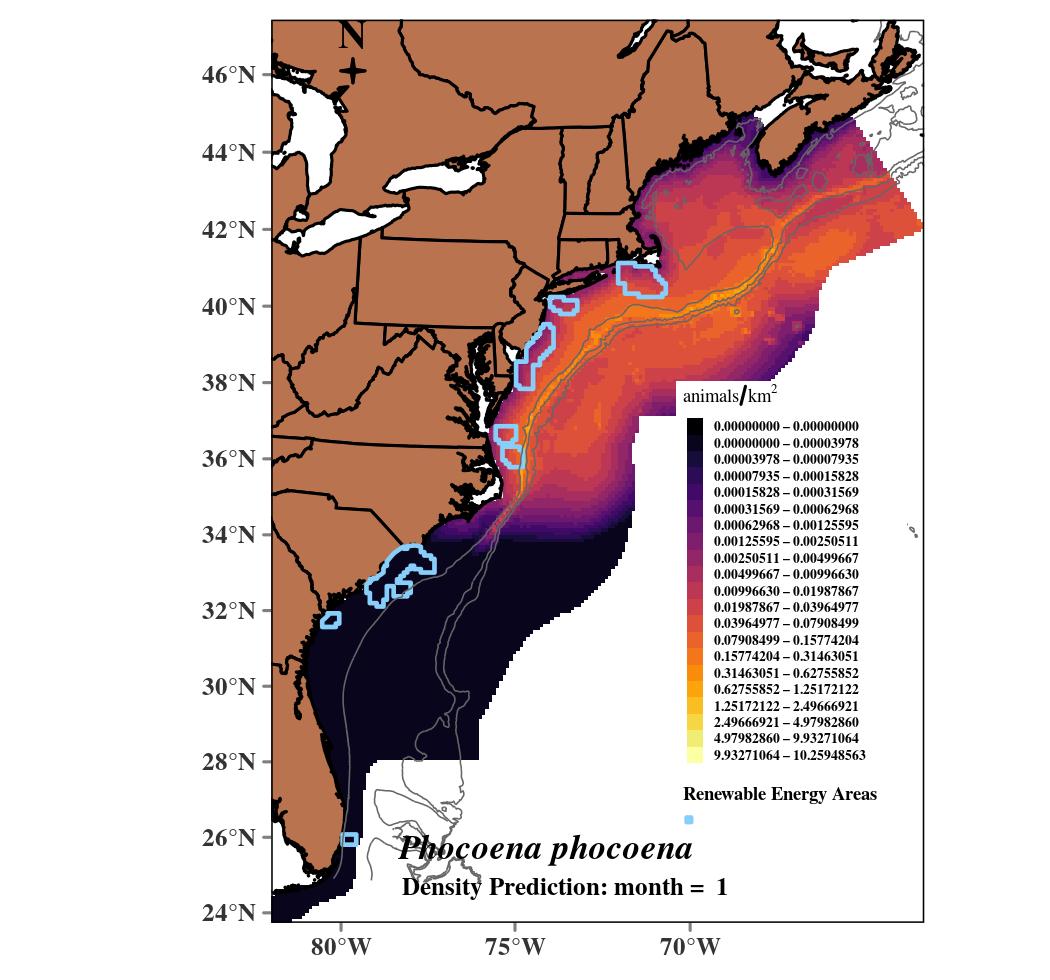 N
46°N
44°N
42°N
40°N
38°N
36°N
34°N
32°N
30°N
28°N
26°N
24°N
80°W
75°W
70°W
animals/km²
0.00000000 – 0.00000000
0.00000000 – 0.00003978
0.00003978 – 0.00007935
0.00007935 – 0.00015828
0.00015828 – 0.00031569
0.00031569 – 0.00062968
0.00062968 – 0.00125595
0.00125595 – 0.00250511
0.00250511 – 0.00499667
0.00499667 – 0.00996630
0.00996630 – 0.01987867
0.01987867 – 0.03964977
0.03964977 – 0.07908499
0.07908499 – 0.15774204
0.15774204 – 0.31463051
0.31463051 – 0.62755852
0.62755852 – 1.25172122
1.25172122 – 2.49666921
2.49666921 – 4.97982860
4.97982860 – 9.93271064
9.93271064 – 10.25948563
Renewable Energy Areas
Phocoena phocoena
Density Prediction: month = 1